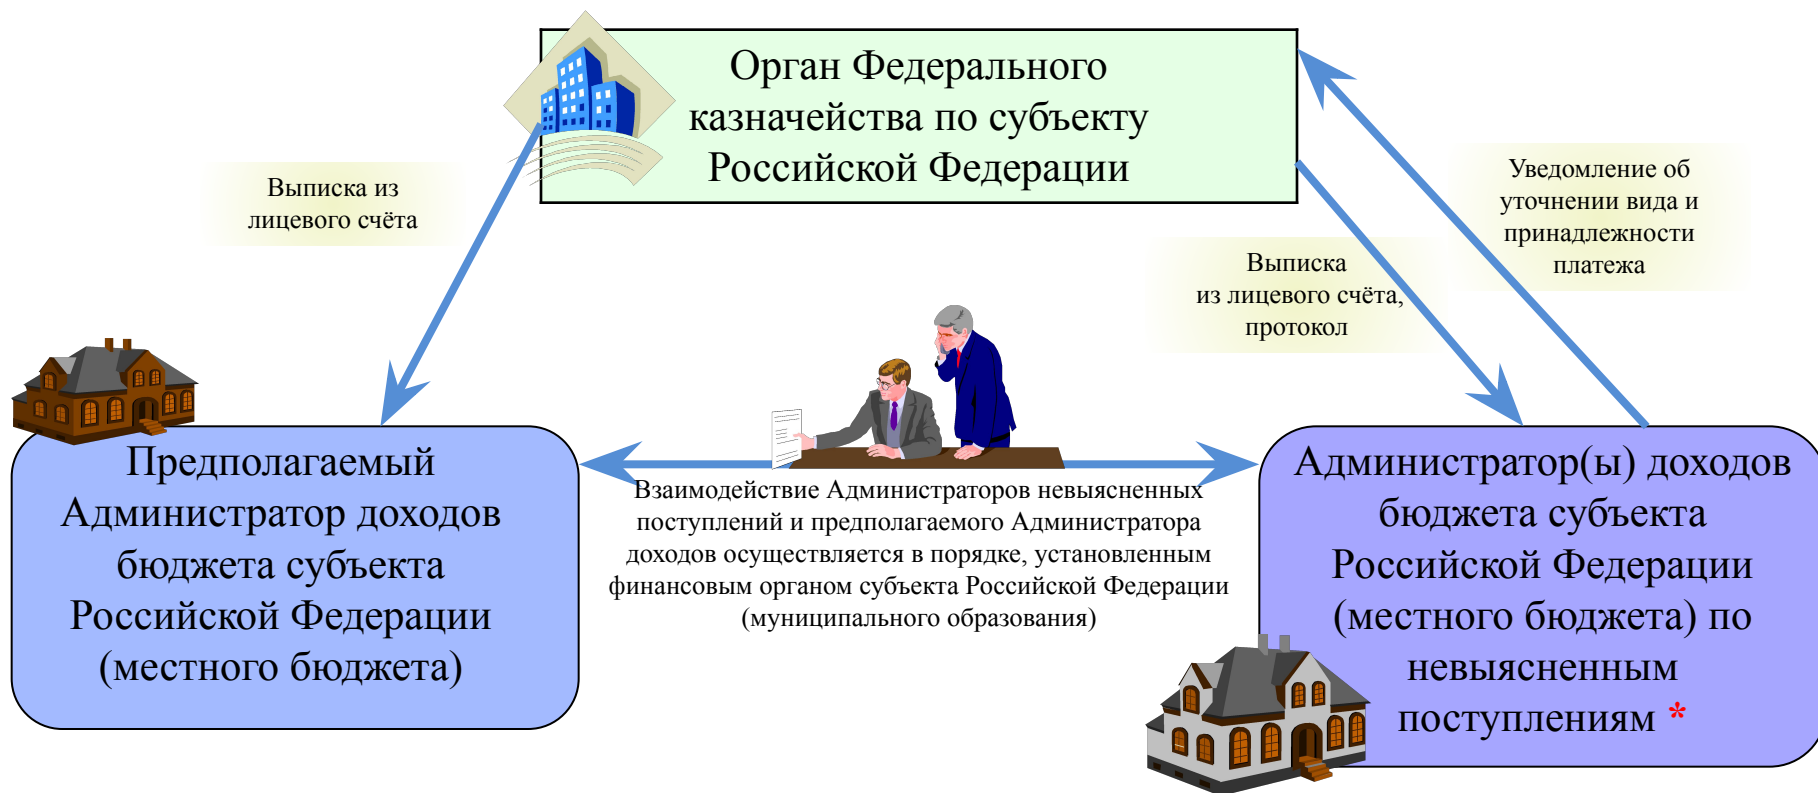 Орган Федерального
казначейства по субъекту
Российской Федерации
Выписка из
лицевого счёта
Уведомление об
уточнении вида и
принадлежности
платежа
Выписка
из лицевого счёта,
протокол
Предполагаемый
Администратор доходов
бюджета субъекта
Российской Федерации
(местного бюджета)
Взаимодействие Администраторов невыясненных
поступлений и предполагаемого Администратора
доходов осуществляется в порядке, установленным
финансовым органом субъекта Российской Федерации
(муниципального образования)
Администратор(ы) доходов
бюджета субъекта
Российской Федерации
(местного бюджета) по
невыясненным
поступлениям *